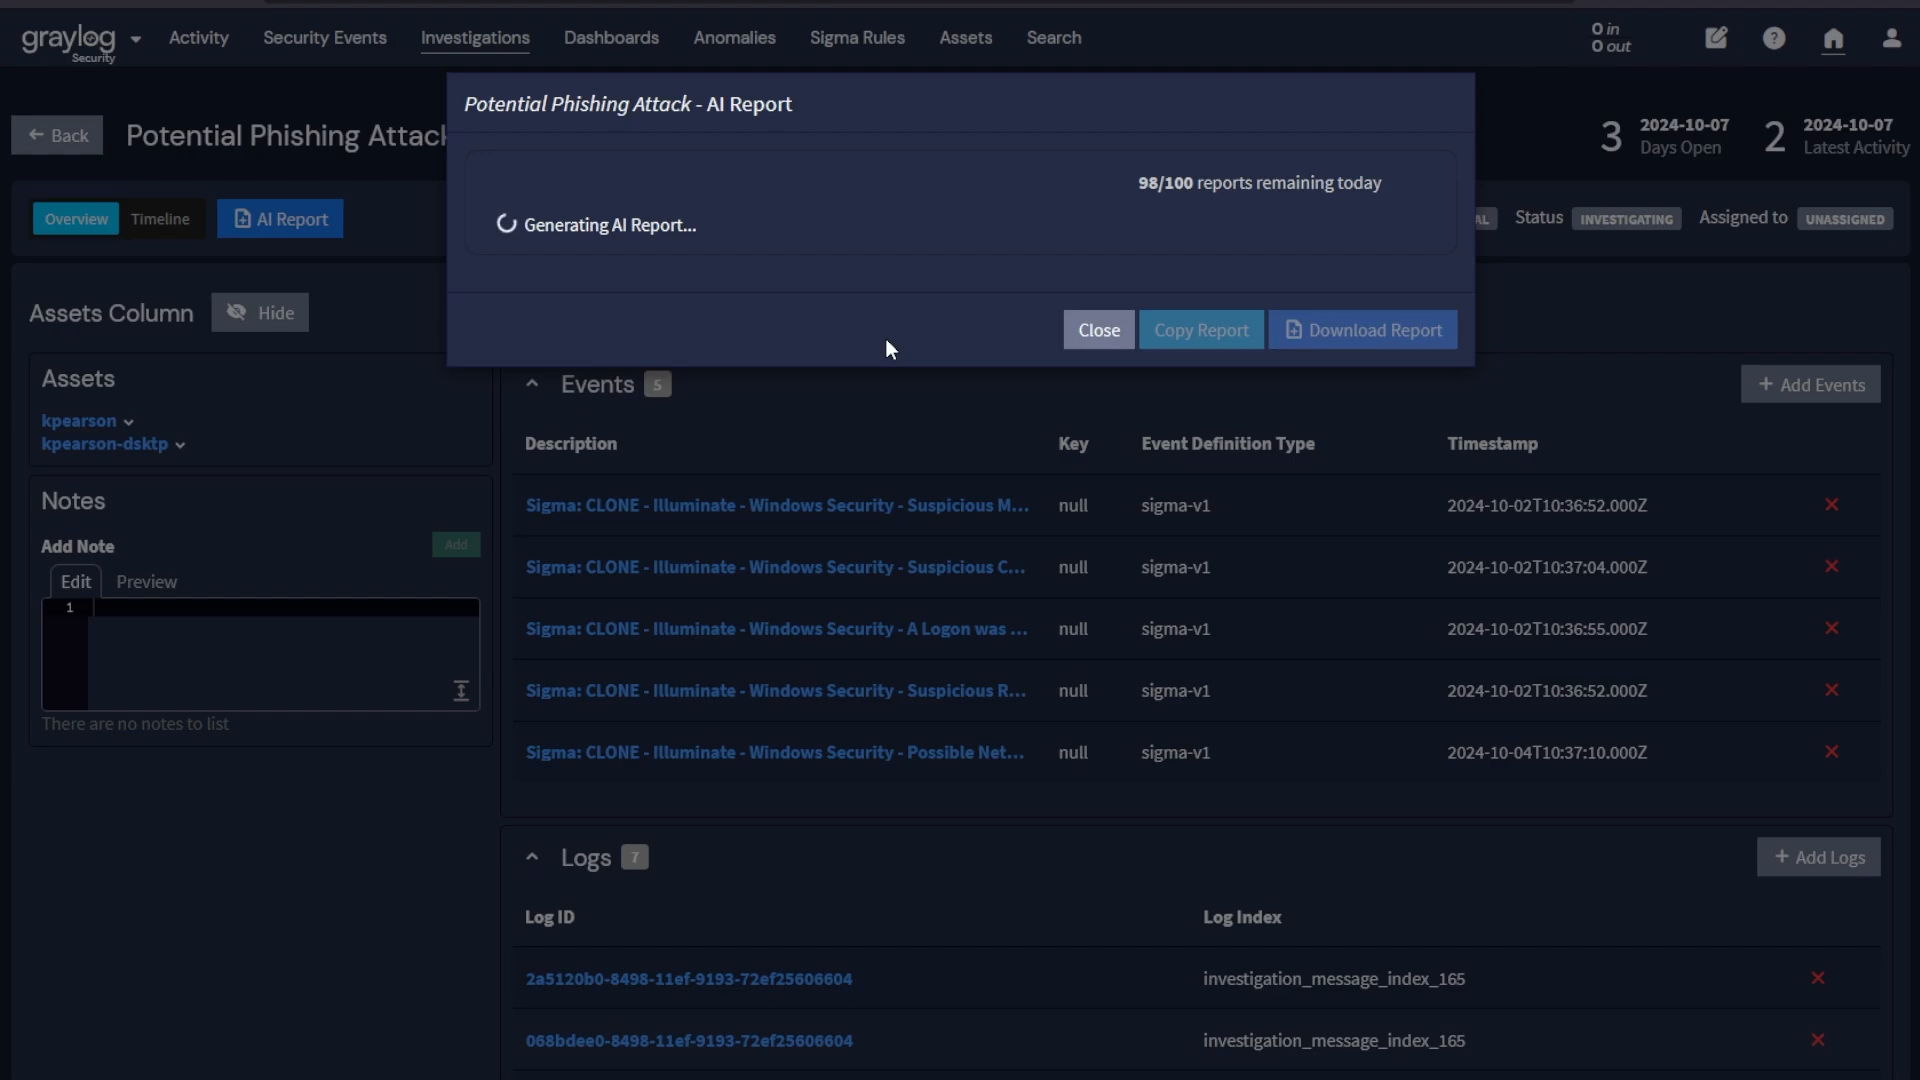 graylog Security Activity Security Events Investigations Dashboards Anomalies Sigma Rules Assets Search 0 in 0 out
Potential Phishing Attack - AI Report
Back Potential Phishing Attack 3 2024-10-07 Days Open 2 2024-10-07 Latest Activity
98/100 reports remaining today
Overview Timeline AI Report Status INVESTIGATING Assigned to UNASSIGNED
Generating AI Report...
Assets Column Hide
Close Copy Report Download Report
Assets
Events 5 + Add Events
kpearson
kpearson-dsktp
Description Key Event Definition Type Timestamp
Notes
Sigma: CLONE - Illuminate - Windows Security - Suspicious M... null sigma-v1 2024-10-02T10:36:52.000Z
Add Note Add
Sigma: CLONE - Illuminate - Windows Security - Suspicious C... null sigma-v1 2024-10-02T10:37:04.000Z
Edit Preview
1
Sigma: CLONE - Illuminate - Windows Security - A Logon was ... null sigma-v1 2024-10-02T10:36:55.000Z
Sigma: CLONE - Illuminate - Windows Security - Suspicious R... null sigma-v1 2024-10-02T10:36:52.000Z
There are no notes to list
Sigma: CLONE - Illuminate - Windows Security - Possible Net... null sigma-v1 2024-10-04T10:37:10.000Z
Logs 7 + Add Logs
Log ID Log Index
2a5120b0-8498-11ef-9193-72ef25606604 investigation_message_index_165
068bdee0-8498-11ef-9193-72ef25606604 investigation_message_index_165